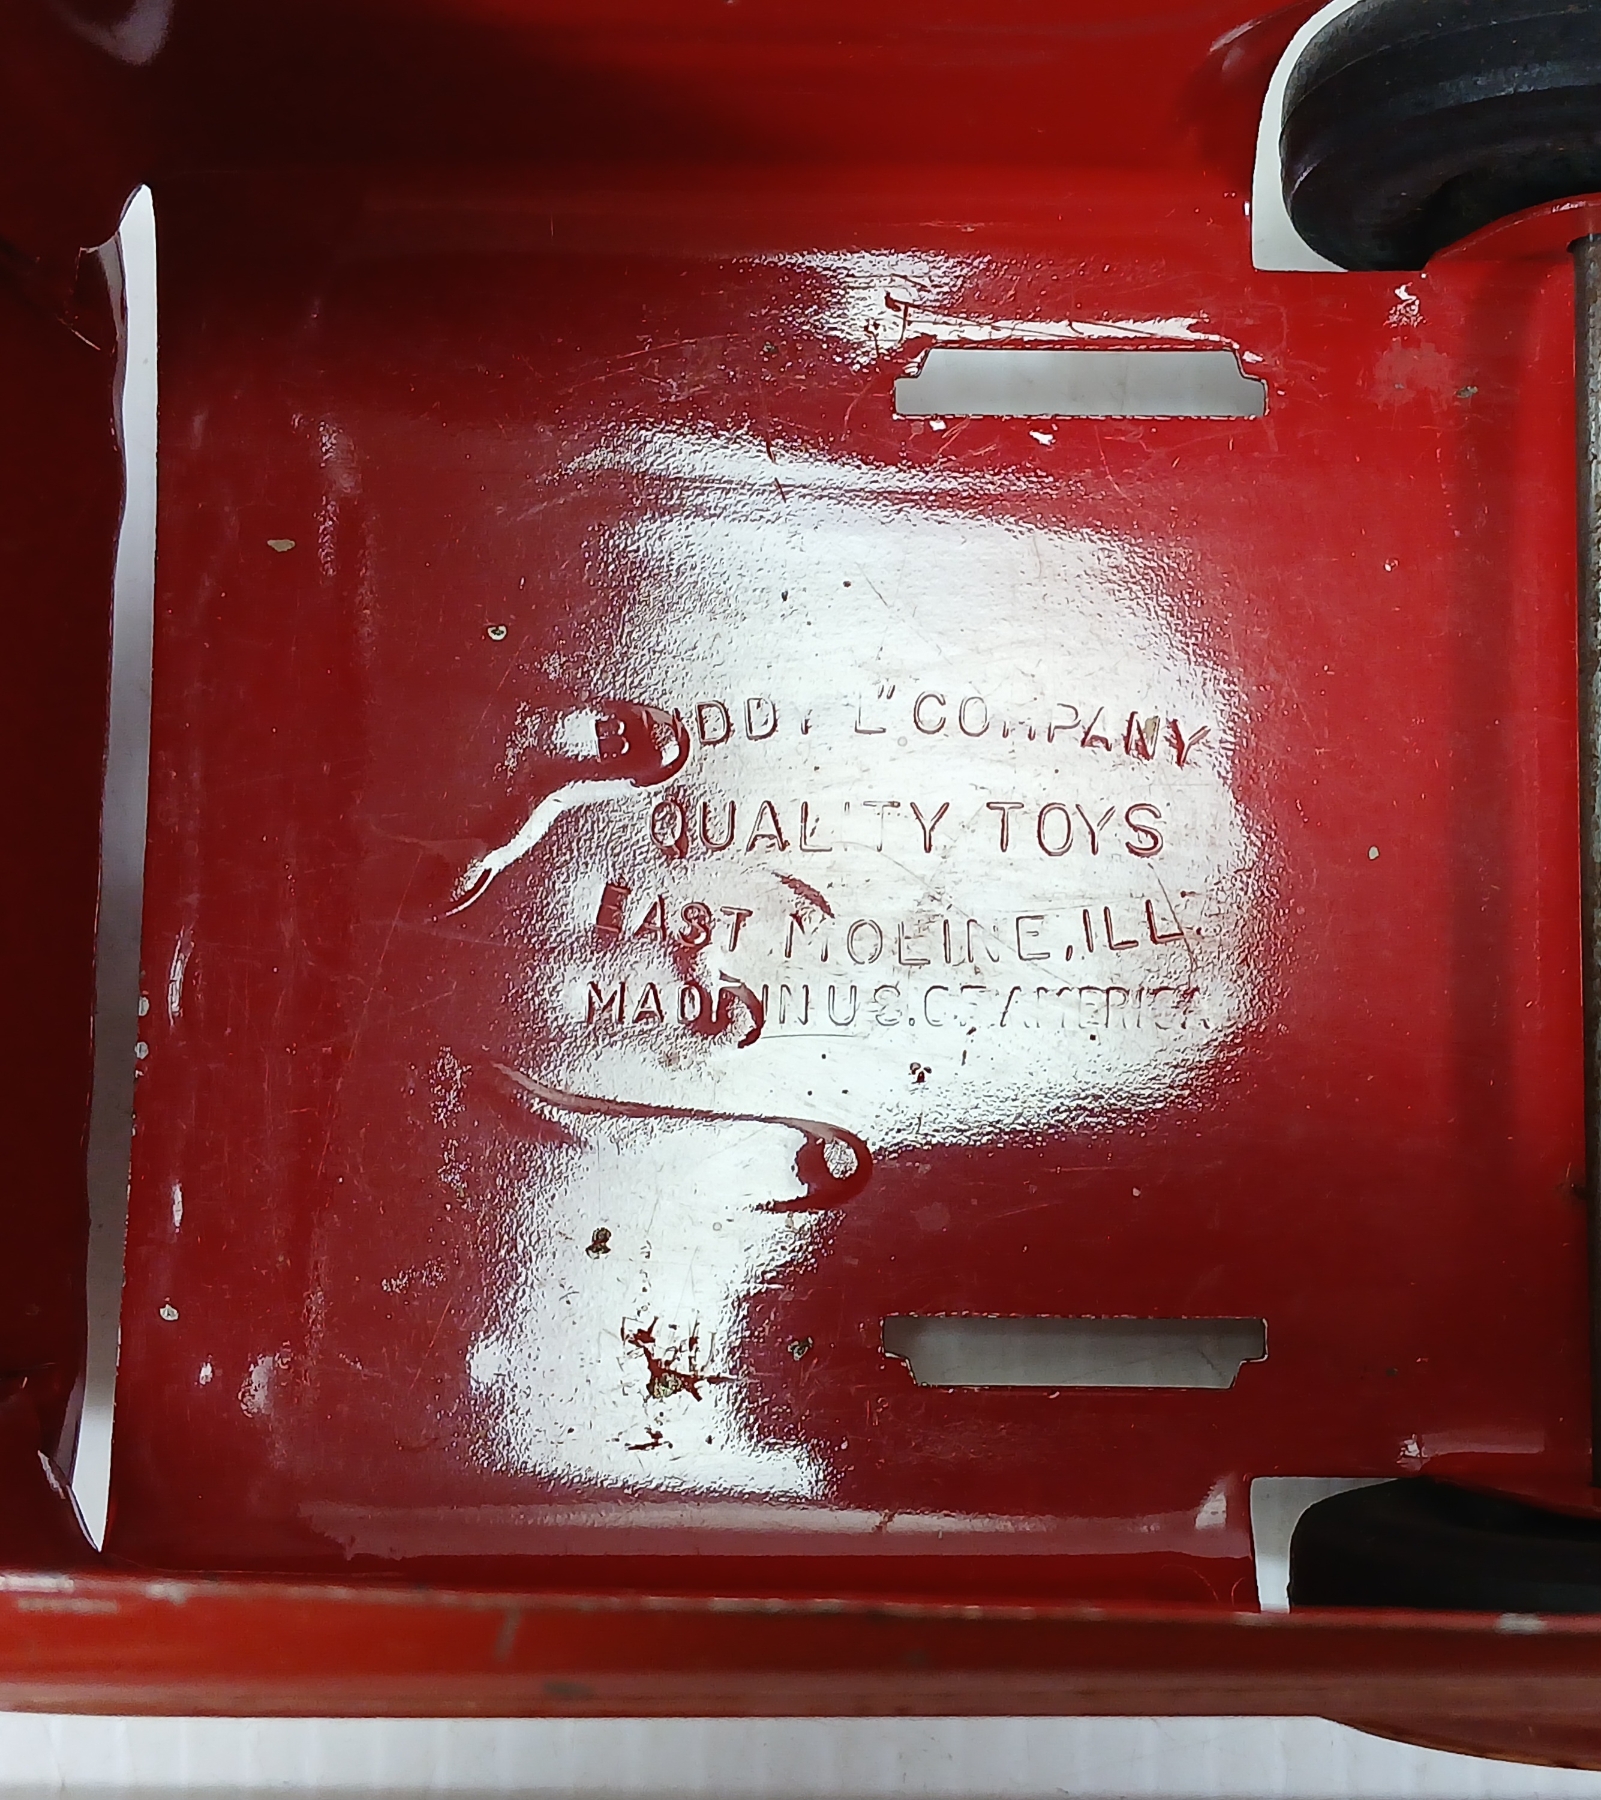 BUDDY L" COMPANY
QUALITY TOYS
EAST MOLINE, ILL.
MADE IN U.S. OF AMERICA